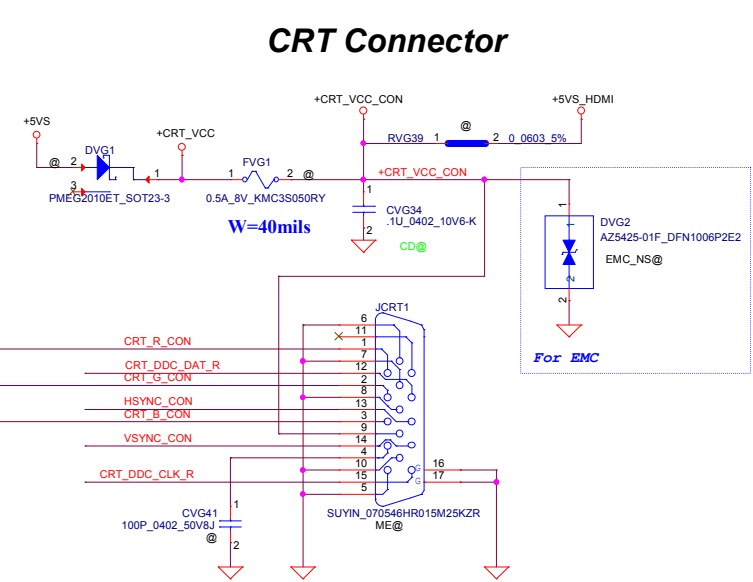 CRT Connector
+5VS
+CRT_VCC
+CRT_VCC_CON
+5VS_HDMI
@
2
DVG1
1
3
PMEG2010ET_SOT23-3
1
FVG1
2
@
0.5A_8V_KMC3S050RY
W=40mils
RVG39
1
@
2
0_0603_5%
+CRT_VCC_CON
1
CVG34
.1U_0402_10V6-K
2
CD@
1
1
DVG2
AZ5425-01F_DFN1006P2E2
EMC_NS@
2
2
For EMC
JCRT1
6
11
CRT_R_CON
1
7
CRT_DDC_DAT_R
12
CRT_G_CON
2
8
HSYNC_CON
13
CRT_B_CON
3
9
VSYNC_CON
14
4
10
CRT_DDC_CLK_R
15
5
G
16
G
17
SUYIN_070546HR015M25KZR
ME@
1
CVG41
100P_0402_50V8J
@
2